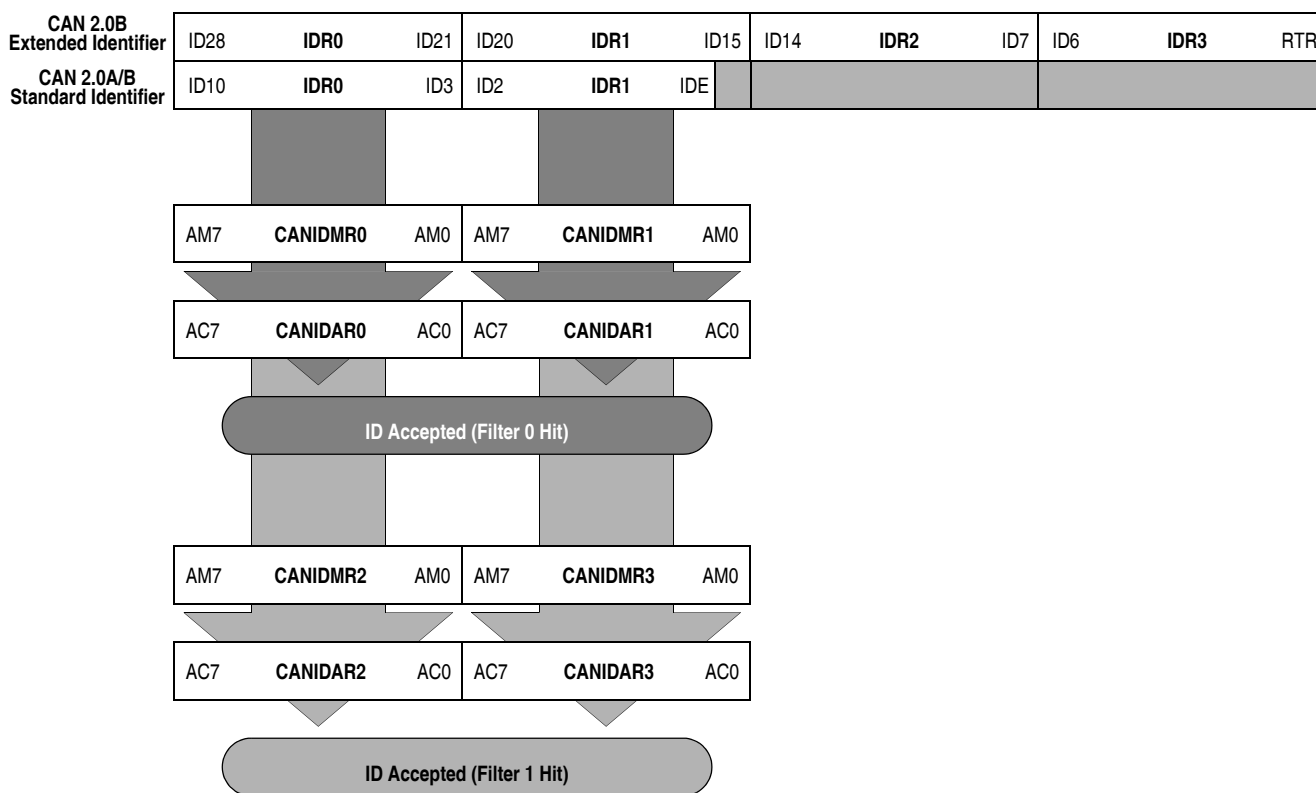 CAN 2.0B
Extended Identifier
ID28 IDR0 ID21 ID20 IDR1 ID15 ID14 IDR2 ID7 ID6 IDR3 RTR
CAN 2.0A/B
Standard Identifier
ID10 IDR0 ID3 ID2 IDR1 IDE
AM7 CANIDMR0 AM0 AM7 CANIDMR1 AM0
AC7 CANIDAR0 AC0 AC7 CANIDAR1 AC0
ID Accepted (Filter 0 Hit)
AM7 CANIDMR2 AM0 AM7 CANIDMR3 AM0
AC7 CANIDAR2 AC0 AC7 CANIDAR3 AC0
ID Accepted (Filter 1 Hit)